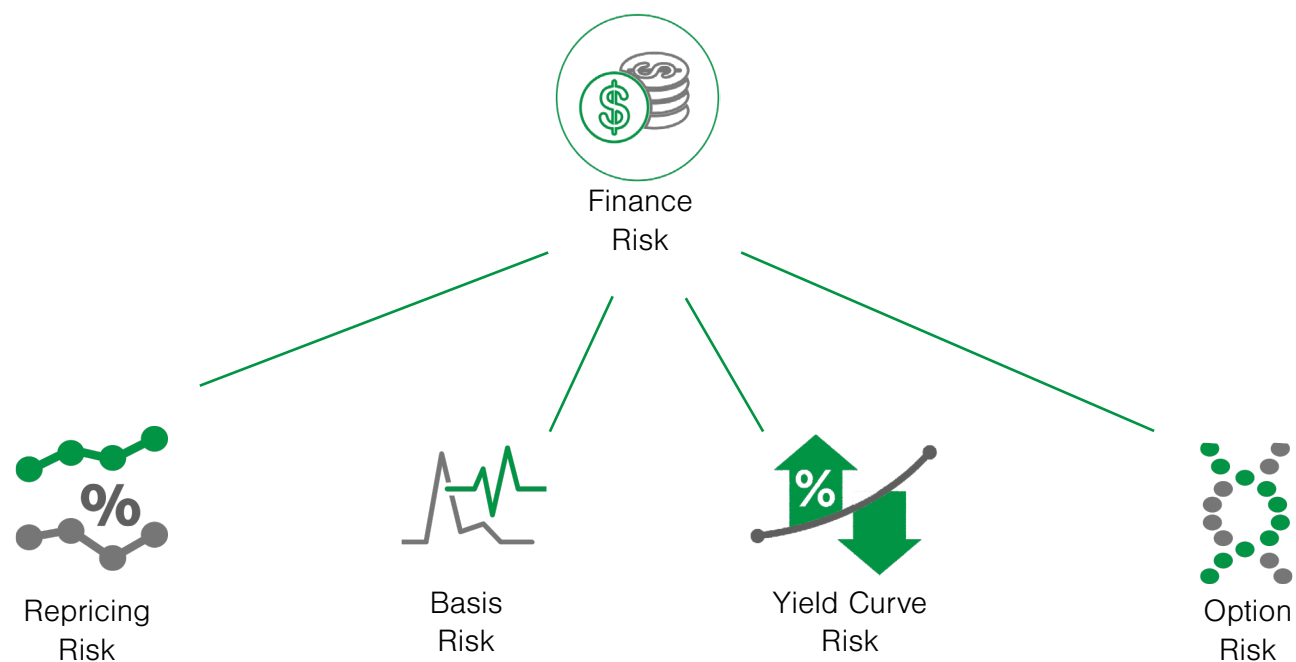 $
$
Finance
Risk
%
%
Repricing
Risk
Basis
Risk
Yield Curve
Risk
Option
Risk